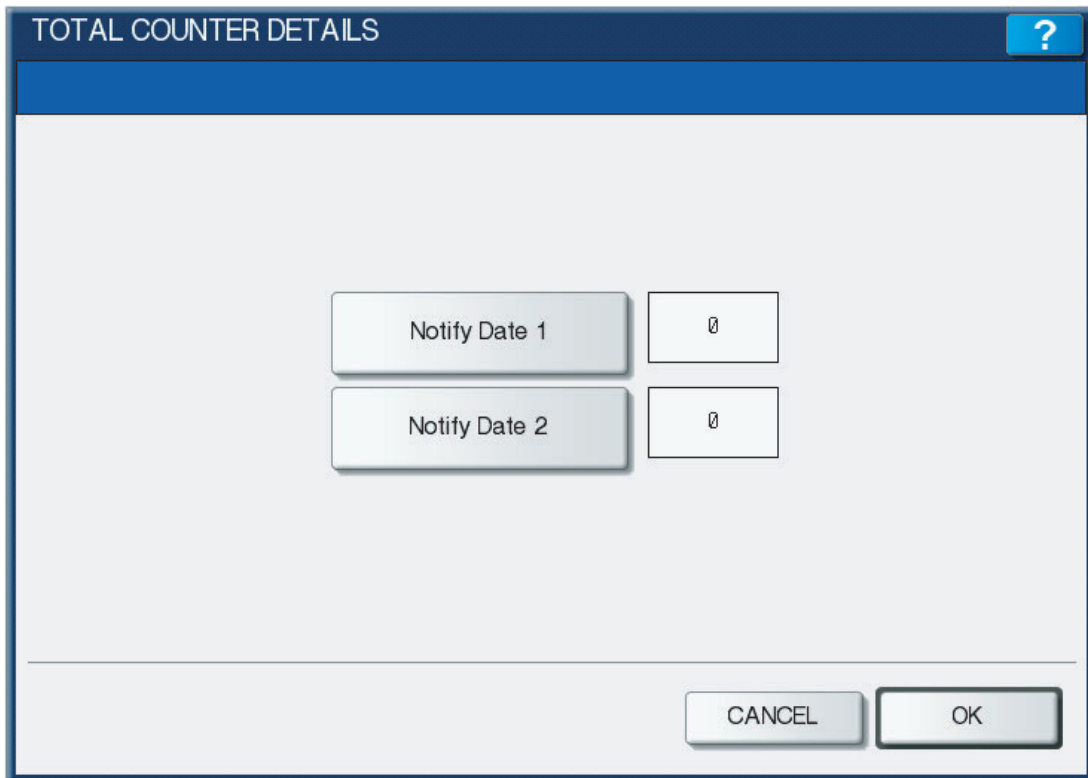 TOTAL COUNTER DETAILS
?
Notify Date 1
0
Notify Date 2
0
CANCEL
OK